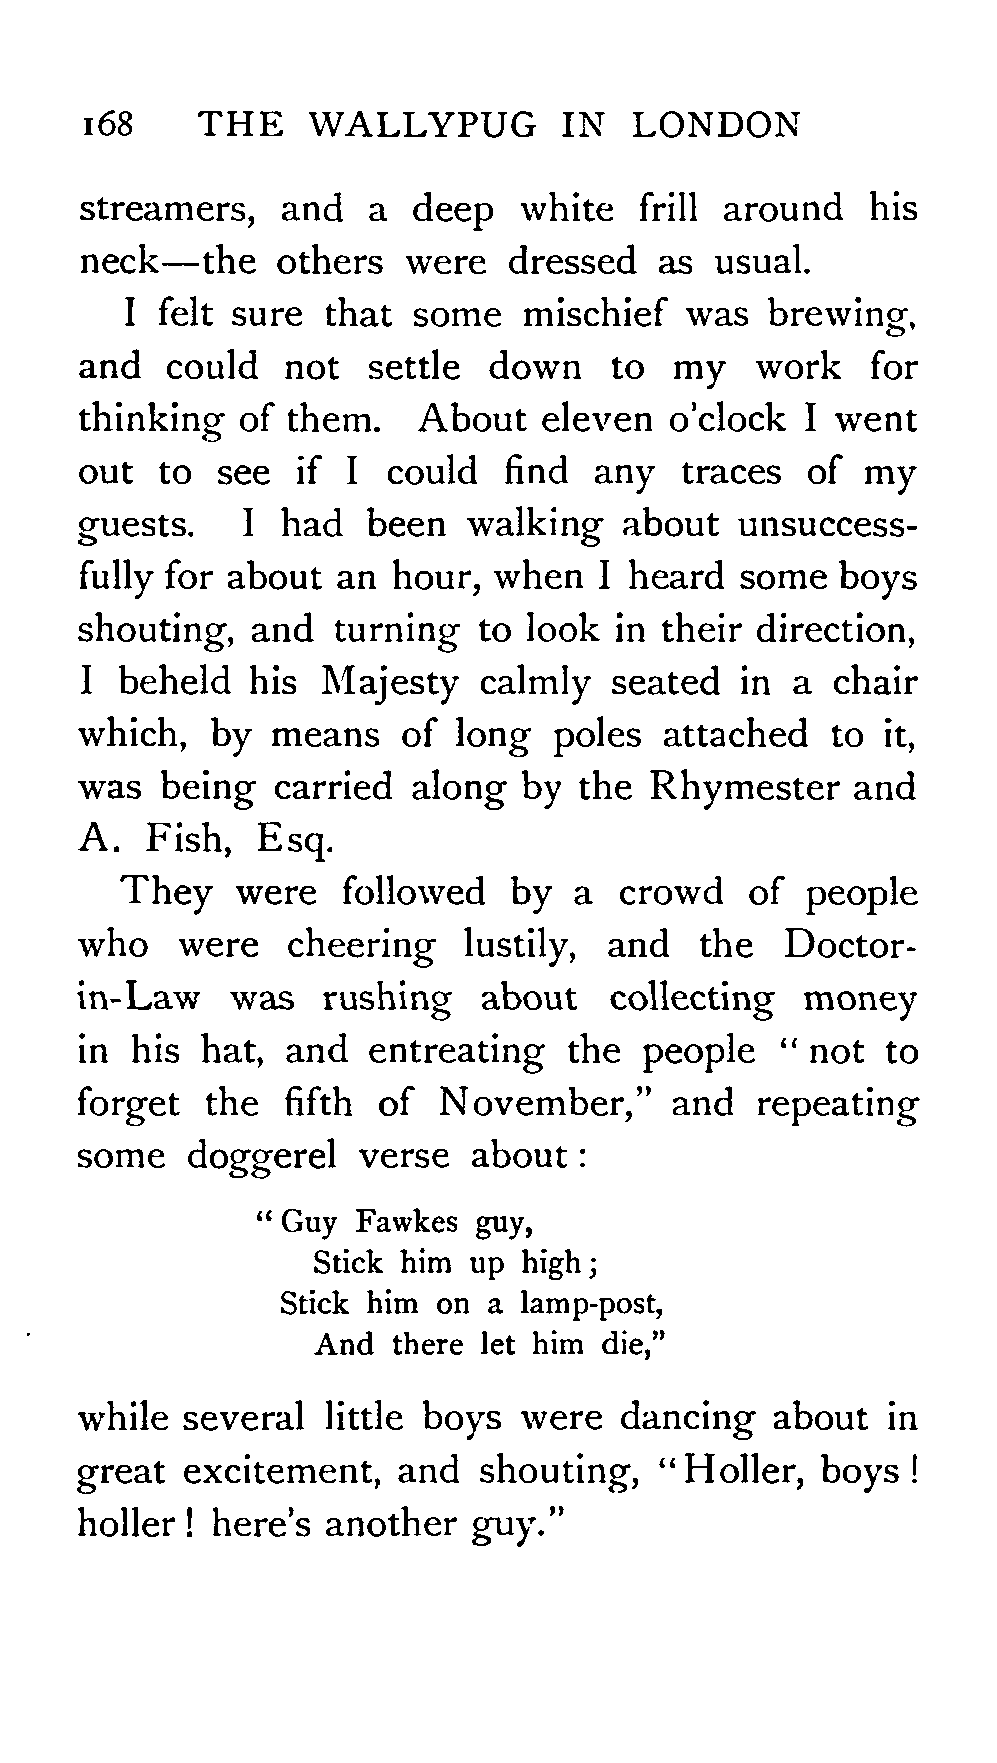 168 THE WALLYPUG IN LONDON
streamers, and a deep white frill around his
neck—the others were dressed as usual.
I felt sure that some mischief was brewing,
and could not settle down to my work for
thinking of them. About eleven o'clock I went
out to see if I could find any traces of my
guests. I had been walking about unsuccess-
fully for about an hour, when I heard some boys
shouting, and turning to look in their direction,
I beheld his Majesty calmly seated in a chair
which, by means of long poles attached to it,
was being carried along by the Rhymester and
A. Fish, Esq.
They were followed by a crowd of people
who were cheering lustily, and the Doctor-
in-Law was rushing about collecting money
in his hat, and entreating the people "not to
forget the fifth of November," and repeating
some doggerel verse about:
"Guy Fawkes guy,
Stick him up high;
Stick him on a lamp-post,
And there let him die,"
while several little boys were dancing about in
great excitement, and shouting, "Holler, boys!
holler! here's another guy."